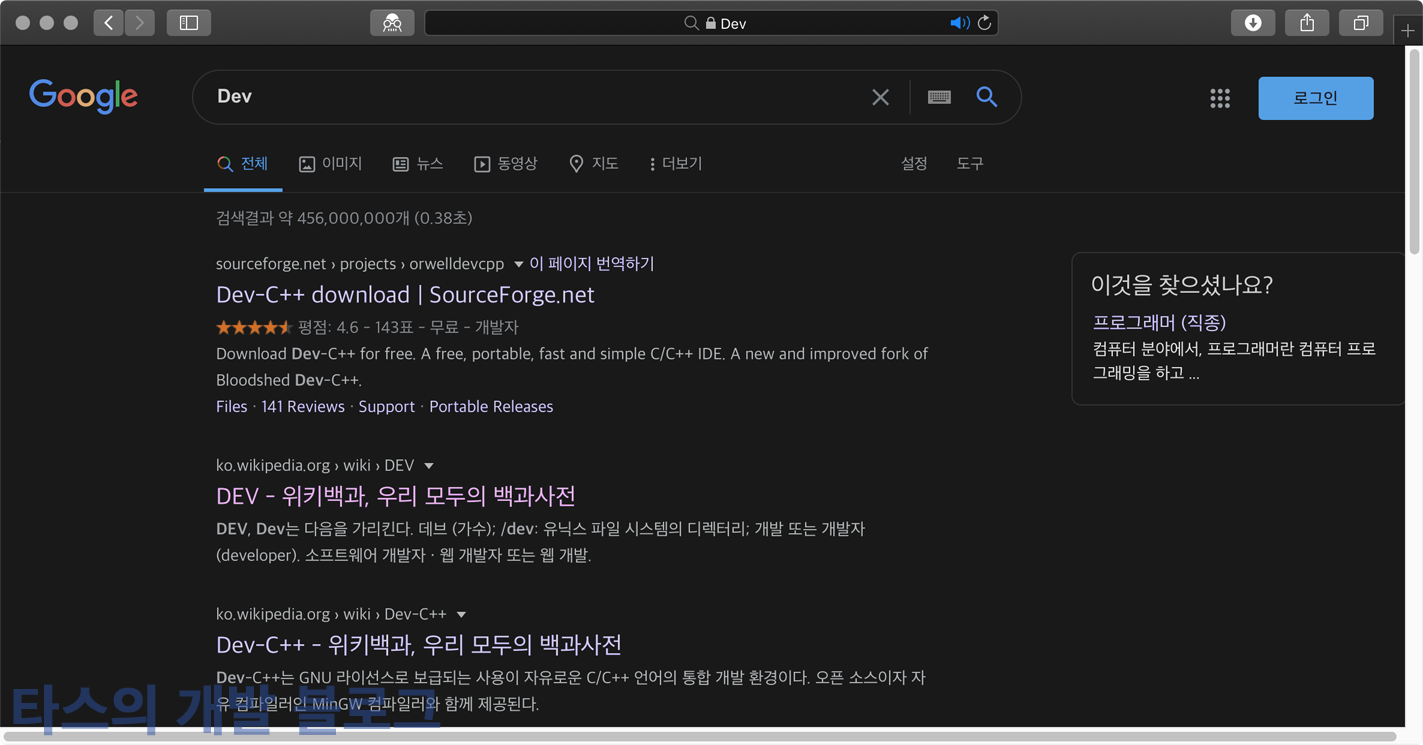 Dev
Google
Dev
로그인
전체 이미지 뉴스 동영상 지도 더보기 설정 도구
검색결과 약 456,000,000개 (0.38초)
sourceforge.net › projects › orwelldevcpp 이 페이지 번역하기
Dev-C++ download | SourceForge.net
평점: 4.6 - 143표 - 무료 - 개발자
Download Dev-C++ for free. A free, portable, fast and simple C/C++ IDE. A new and improved fork of
Bloodshed Dev-C++.
Files · 141 Reviews · Support · Portable Releases
ko.wikipedia.org › wiki › DEV
DEV - 위키백과, 우리 모두의 백과사전
DEV, Dev는 다음을 가리킨다. 데브 (가수); /dev: 유닉스 파일 시스템의 디렉터리; 개발 또는 개발자
(developer). 소프트웨어 개발자 · 웹 개발자 또는 웹 개발.
ko.wikipedia.org › wiki › Dev-C++
Dev-C++ - 위키백과, 우리 모두의 백과사전
Dev-C++는 GNU 라이선스로 보급되는 사용이 자유로운 C/C++ 언어의 통합 개발 환경이다. 오픈 소스이자 자
유 컴파일러인 MinGW 컴파일러와 함께 제공된다.
이것을 찾으셨나요?
프로그래머 (직종)
컴퓨터 분야에서, 프로그래머란 컴퓨터 프로
그래밍을 하고 ...
타스의 개발 블로그